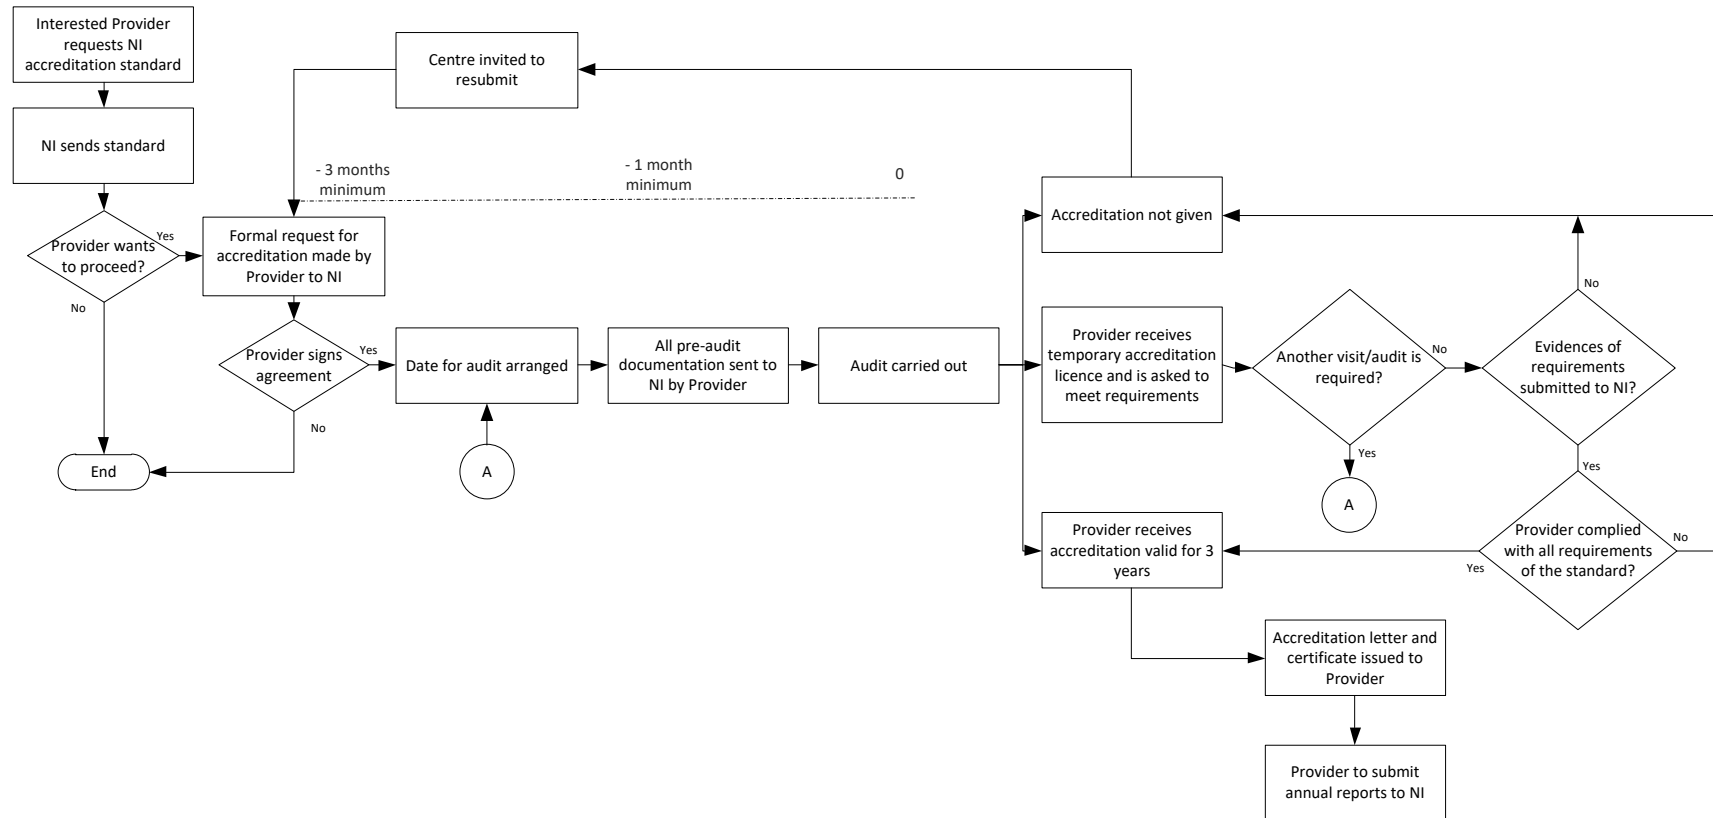 Interested Provider
requests NI
accreditation standard
NI sends standard
Provider wants
to proceed?
Yes
No
End
Centre invited to
resubmit
- 3 months
minimum
- 1 month
minimum
0
Formal request for
accreditation made by
Provider to NI
Provider signs
agreement
Yes
No
Date for audit arranged
A
All pre-audit
documentation sent to
NI by Provider
Audit carried out
Accreditation not given
Provider receives
temporary accreditation
licence and is asked to
meet requirements
Another visit/audit is
required?
No
Yes
A
Evidences of
requirements
submitted to NI?
No
Yes
Provider complied
with all requirements
of the standard?
No
Yes
Provider receives
accreditation valid for 3
years
Accreditation letter and
certificate issued to
Provider
Provider to submit
annual reports to NI